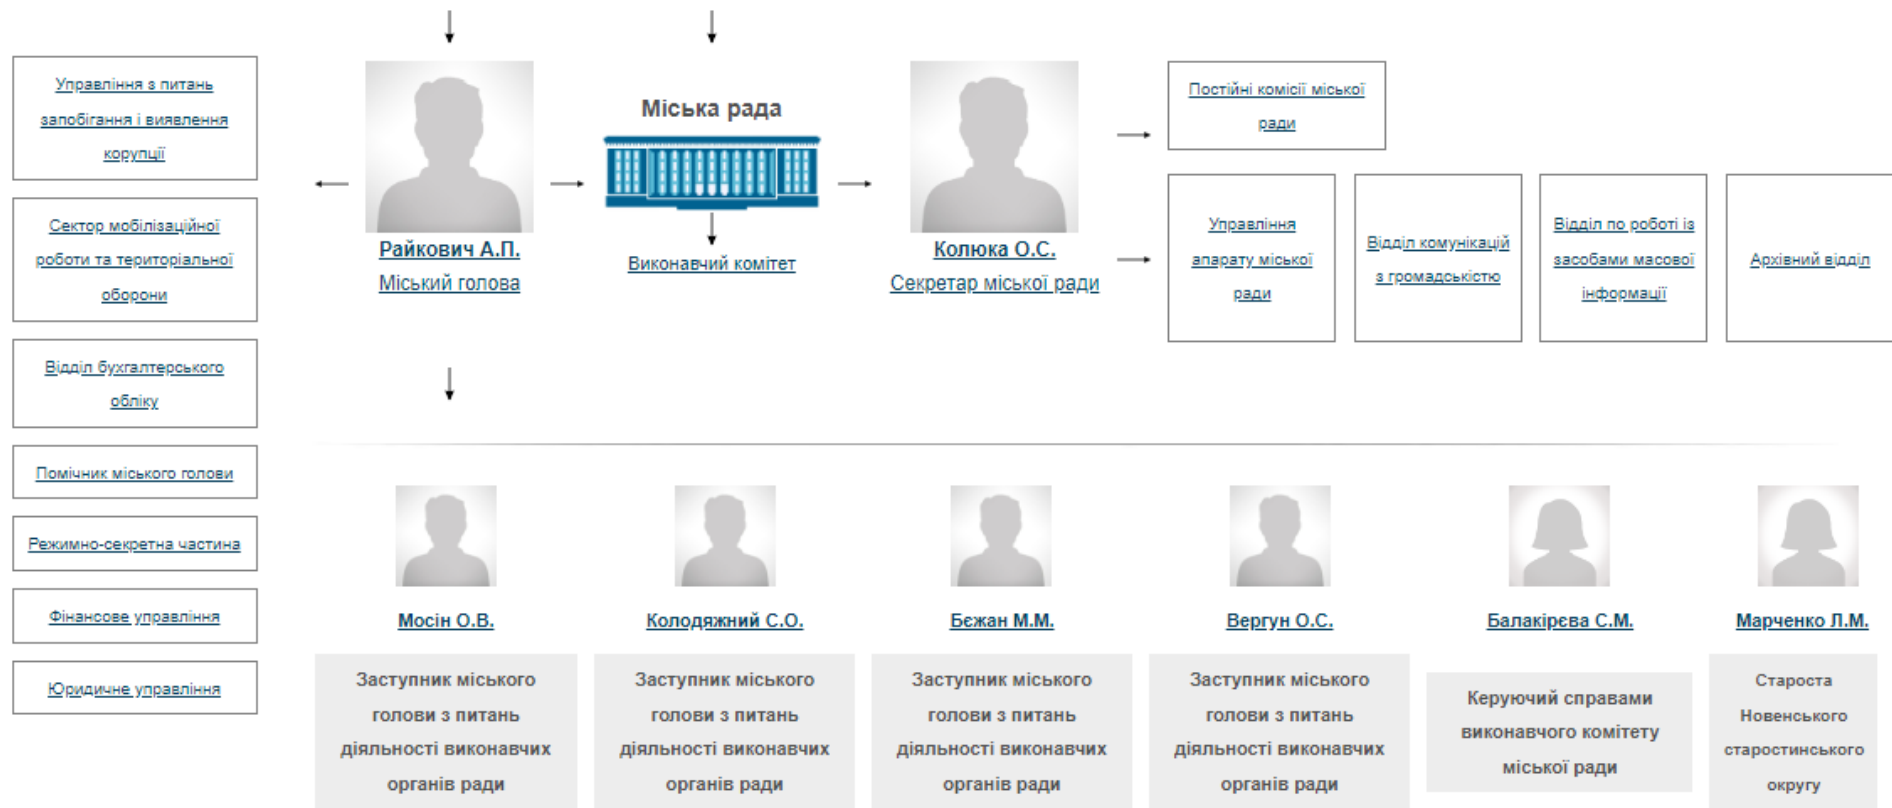 Управління з питань
запобігання і виявлення
корупції
Сектор мобілізаційної
роботи та територіальної
оборони
Відділ бухгалтерського
обліку
Помічник міського голови
Режимно-секретна частина
Фінансове управління
Юридичне управління
Райкович А.П.
Міський голова
Міська рада
Виконавчий комітет
Колюка О.С.
Секретар міської ради
Постійні комісії міської
ради
Управління
апарату міської
ради
Відділ комунікацій
з громадськістю
Відділ по роботі із
засобами масової
інформації
Архівний відділ
Мосін О.В.
Заступник міського
голови з питань
діяльності виконавчих
органів ради
Колодяжний С.О.
Заступник міського
голови з питань
діяльності виконавчих
органів ради
Бєжан М.М.
Заступник міського
голови з питань
діяльності виконавчих
органів ради
Вергун О.С.
Заступник міського
голови з питань
діяльності виконавчих
органів ради
Балакірєва С.М.
Керуючий справами
виконавчого комітету
міської ради
Марченко Л.М.
Староста
Новенського
старостинського
округу